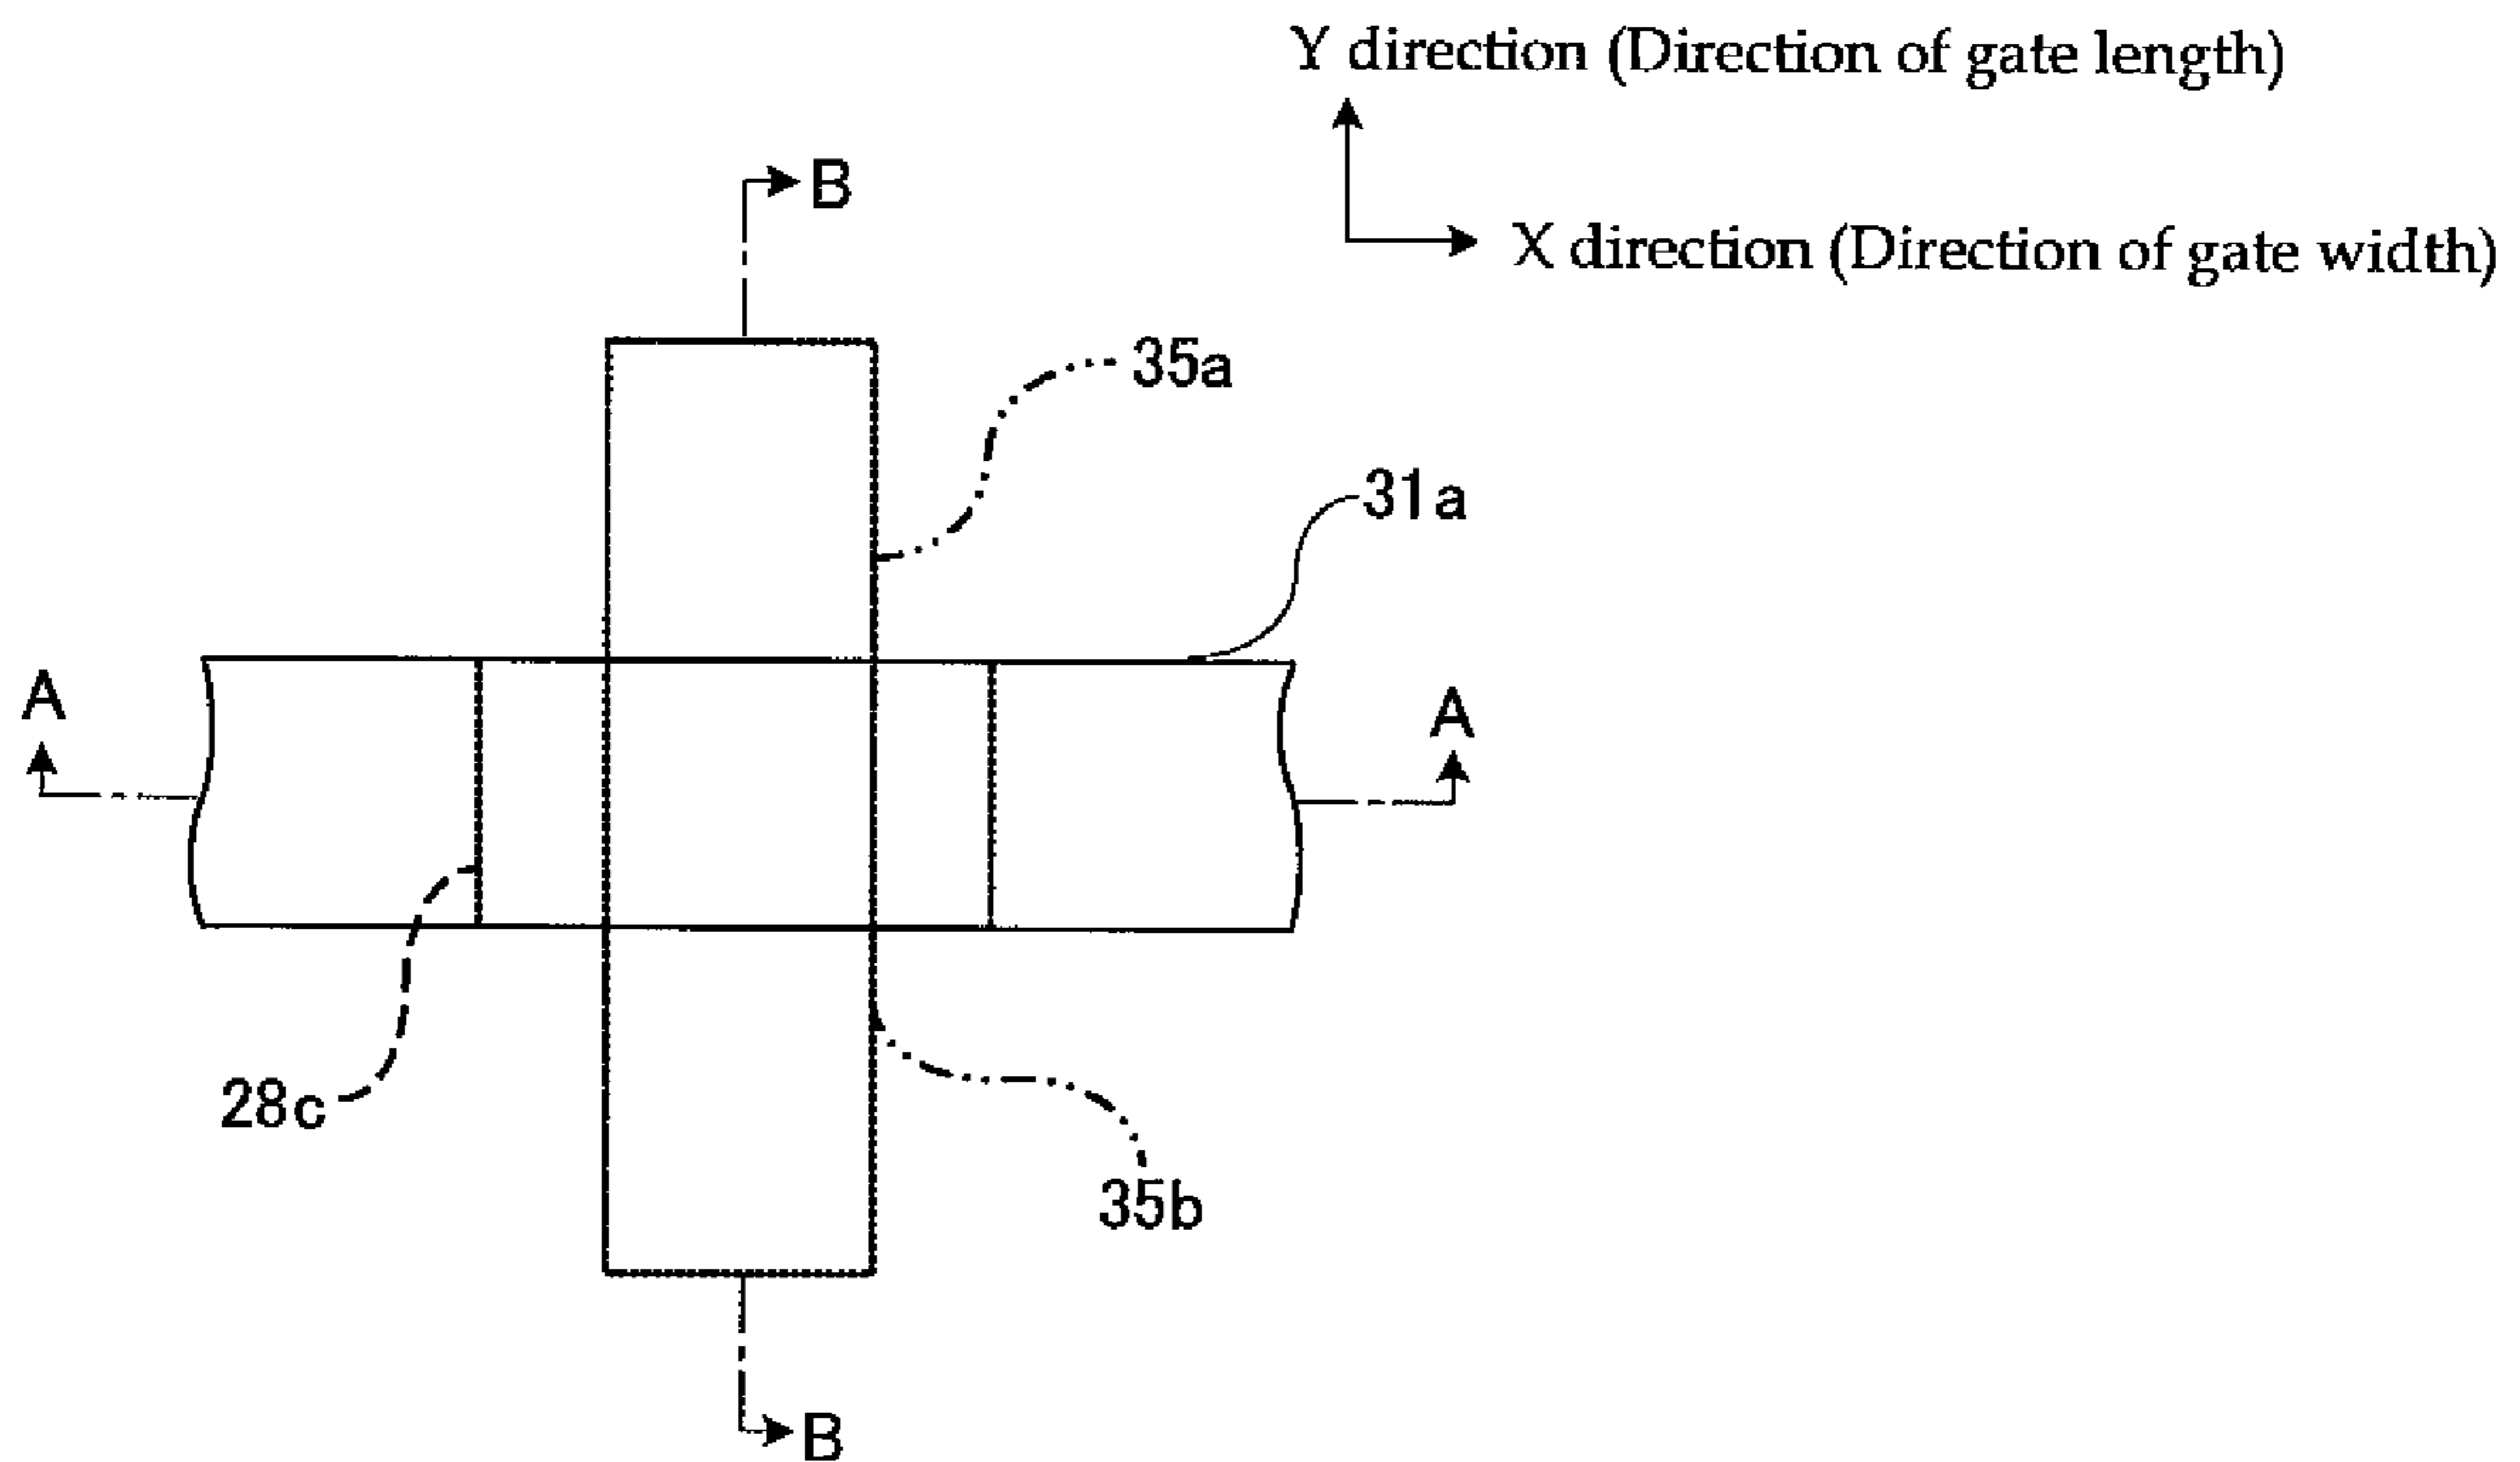 Y direction (Direction of gate length)
B
X direction (Direction of gate width)
35a
31a
A
A
28c
35b
B